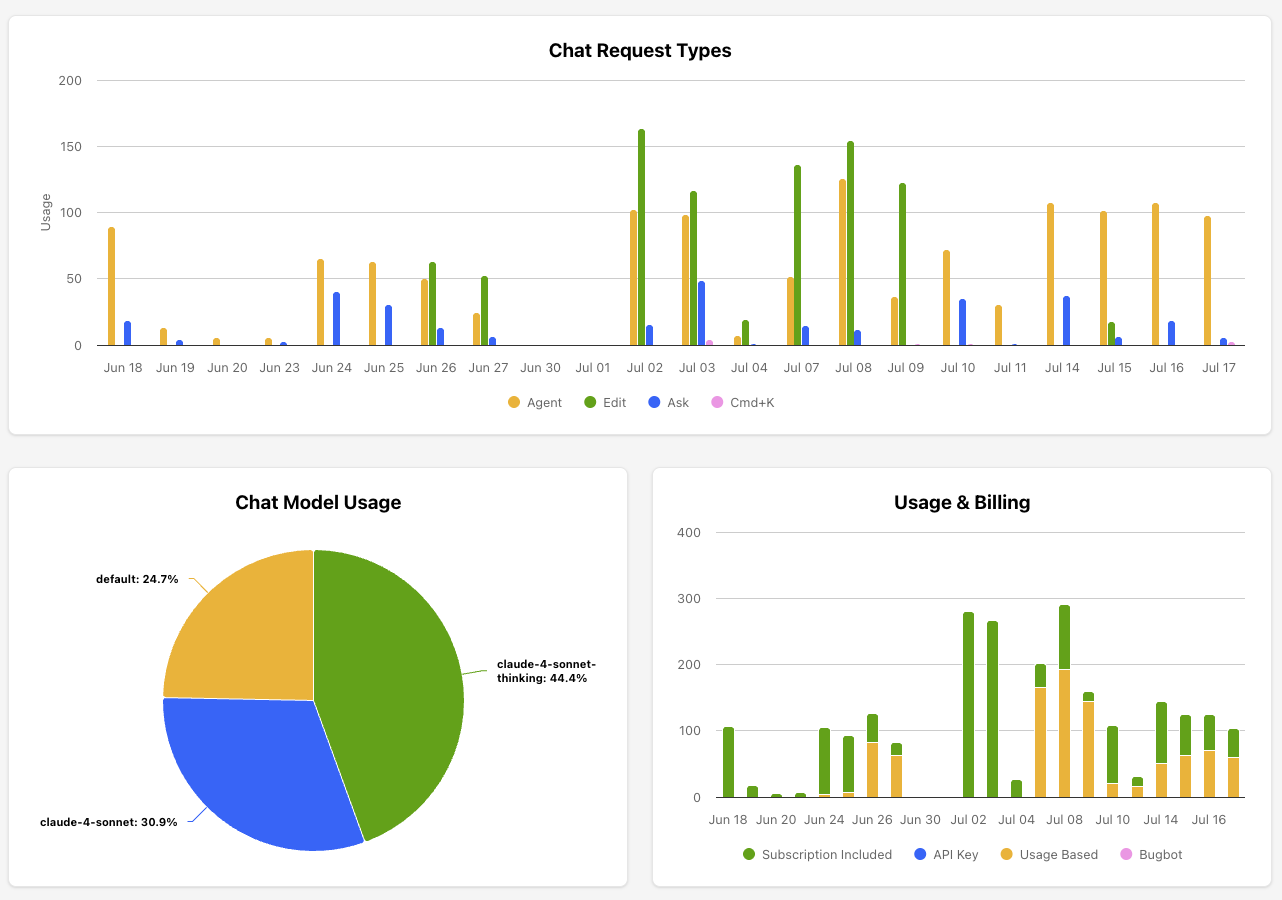 Chat Request Types
200
150
100
50
0
Usage
Jun 18 Jun 19 Jun 20 Jun 23 Jun 24 Jun 25 Jun 26 Jun 27 Jun 30 Jul 01 Jul 02 Jul 03 Jul 04 Jul 07 Jul 08 Jul 09 Jul 10 Jul 11 Jul 14 Jul 15 Jul 16 Jul 17
Agent Edit Ask Cmd+K
Chat Model Usage
default: 24.7%
claude-4-sonnet-
thinking: 44.4%
claude-4-sonnet: 30.9%
Usage & Billing
400
300
200
100
0
Jun 18 Jun 20 Jun 24 Jun 26 Jun 30 Jul 02 Jul 04 Jul 08 Jul 10 Jul 14 Jul 16
Subscription Included API Key Usage Based Bugbot